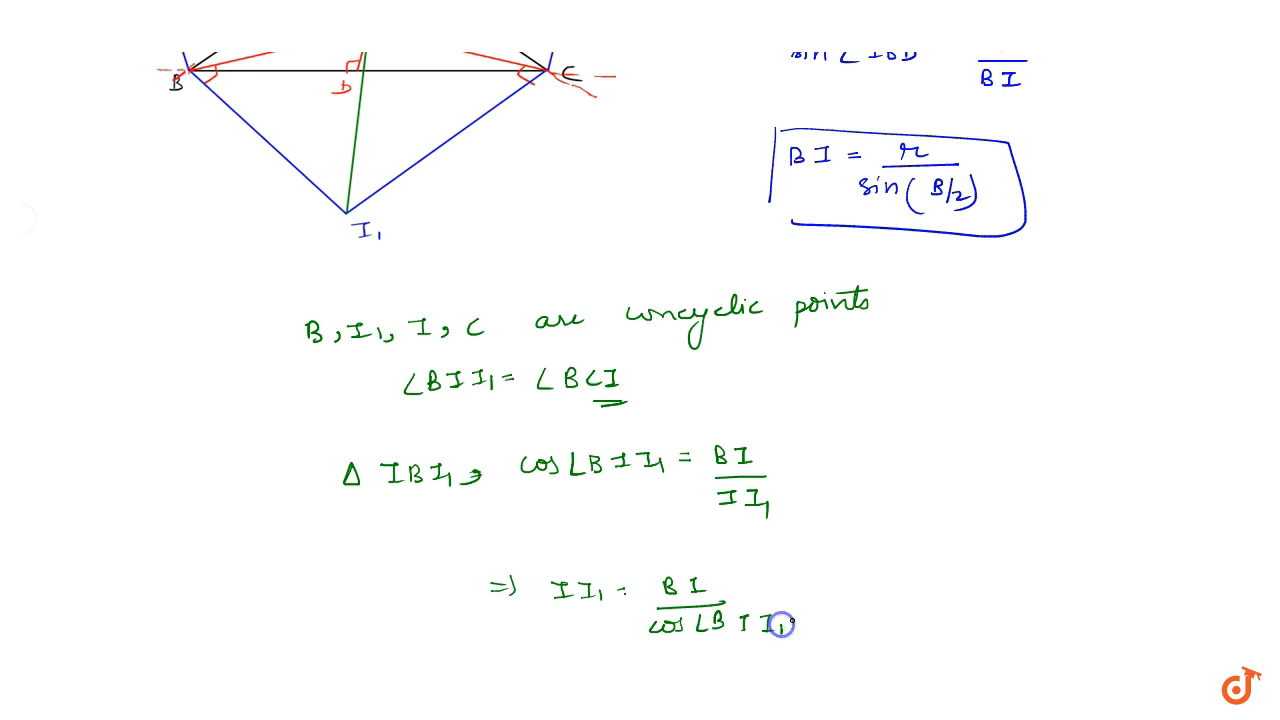 B
D
C
I₁
BI
BI = r / sin(B/2)
B, I₁, I, C are concyclic points
∠BII₁ = ∠BCI
Δ IBI₁, cos∠BII₁ = BI / II₁
⇒ II₁ = BI / cos∠BII₁